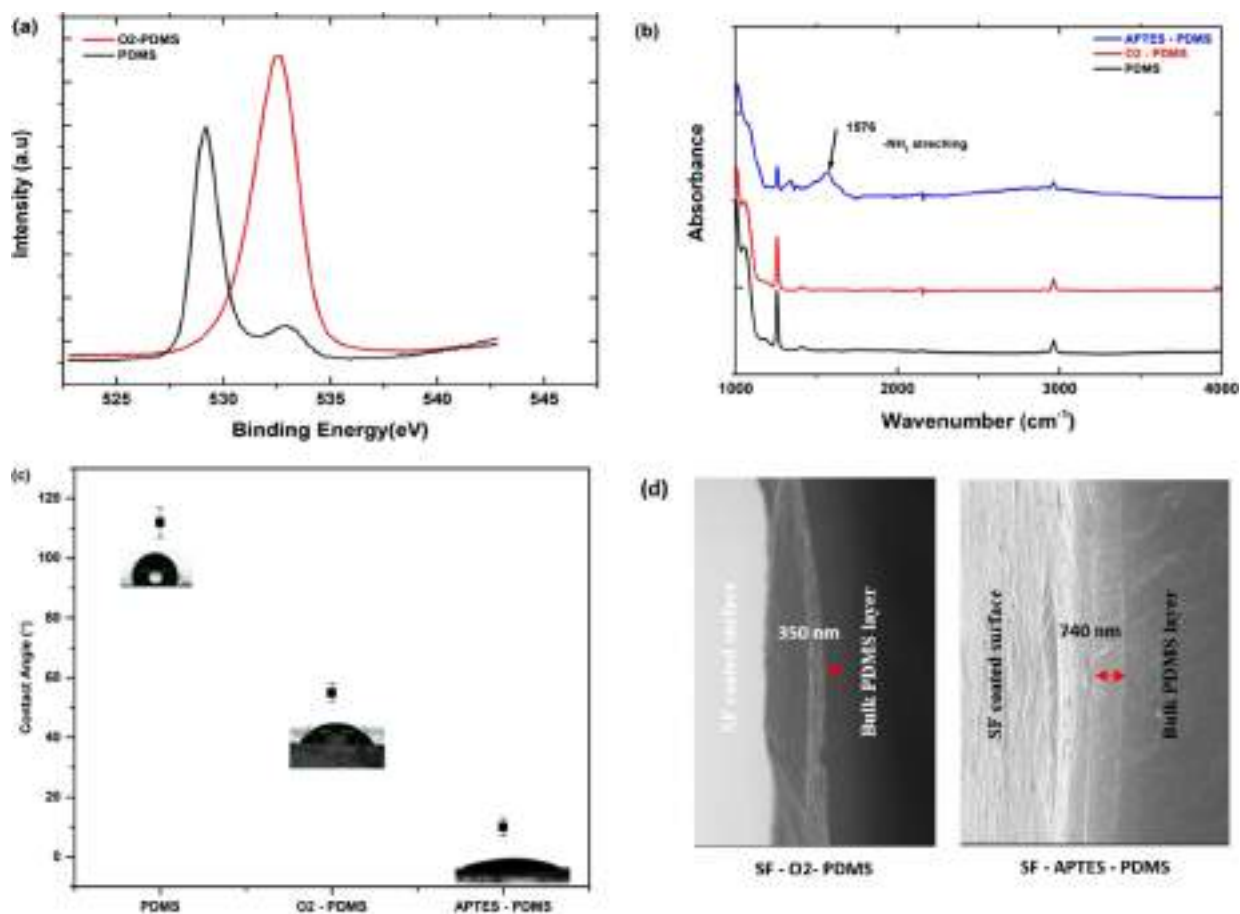 (a)
O2-PDMS
PDMS
Intensity (a.u)
525
530
535
540
545
Binding Energy(eV)
(b)
APTES - PDMS
O2 - PDMS
PDMS
1576
-NH2 streching
Absorbance
1000
2000
3000
4000
Wavenumber (cm-1)
(c)
120
100
80
60
40
20
0
Contact Angle (°)
PDMS
O2 - PDMS
APTES - PDMS
(d)
SF coated surface
350 nm
Bulk PDMS layer
SF - O2- PDMS
SF coated surface
740 nm
Bulk PDMS layer
SF - APTES - PDMS